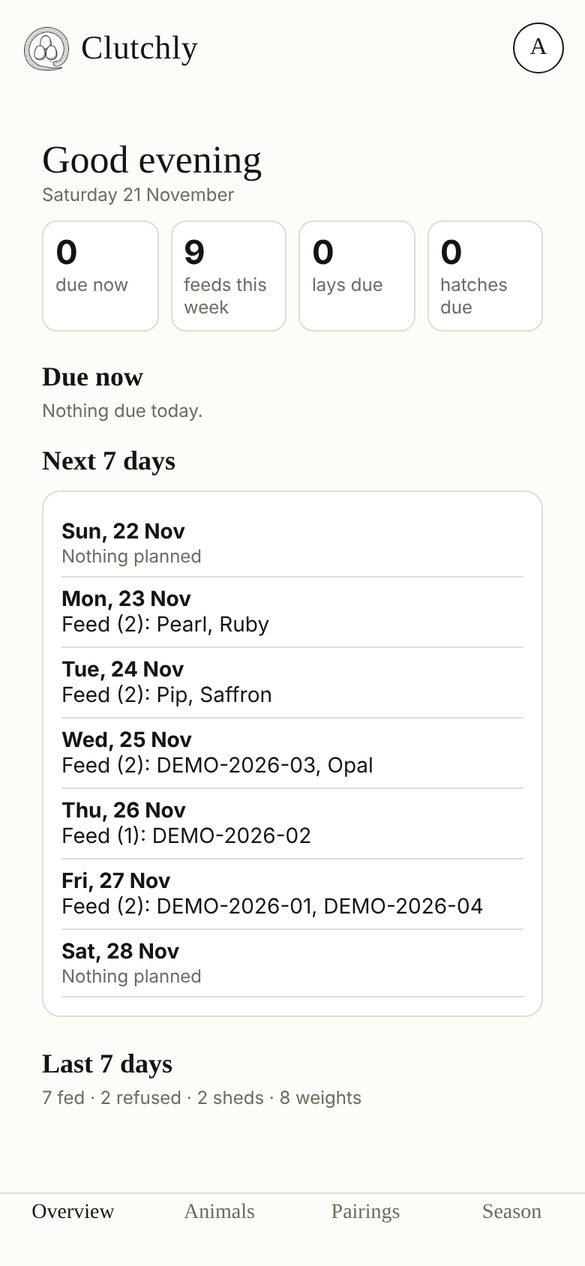 Clutchly
A
Good evening
Saturday 21 November
0
due now
9
feeds this
week
0
lays due
0
hatches
due
Due now
Nothing due today.
Next 7 days
Sun, 22 Nov
Nothing planned
Mon, 23 Nov
Feed (2): Pearl, Ruby
Tue, 24 Nov
Feed (2): Pip, Saffron
Wed, 25 Nov
Feed (2): DEMO-2026-03, Opal
Thu, 26 Nov
Feed (1): DEMO-2026-02
Fri, 27 Nov
Feed (2): DEMO-2026-01, DEMO-2026-04
Sat, 28 Nov
Nothing planned
Last 7 days
7 fed · 2 refused · 2 sheds · 8 weights
Overview
Animals
Pairings
Season